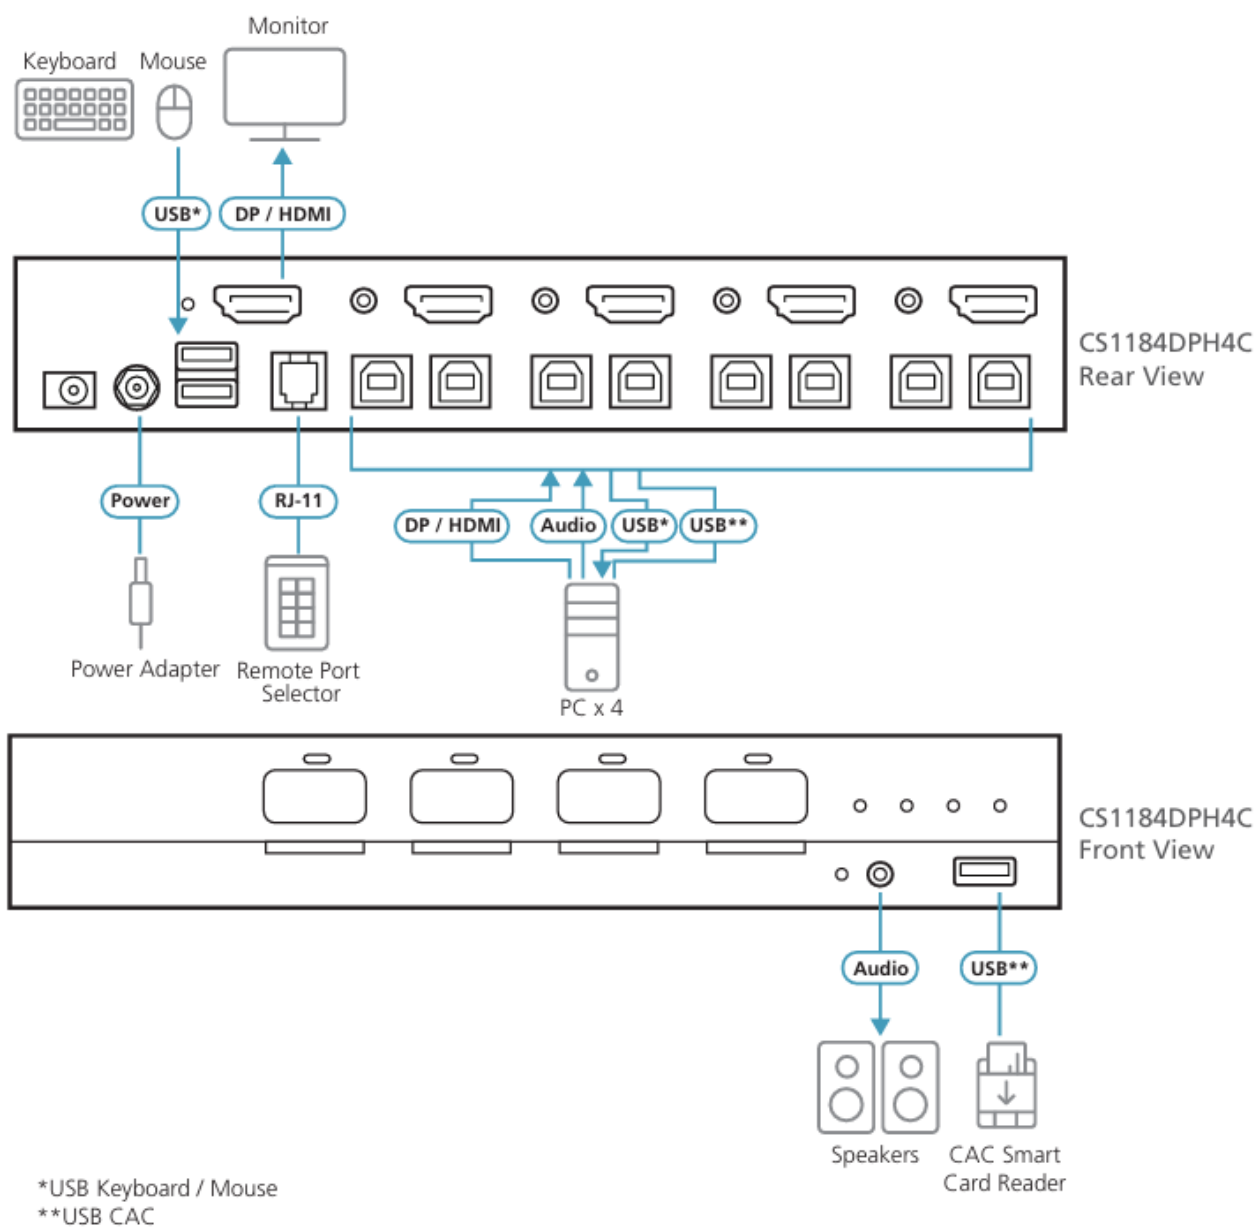 Monitor
Keyboard
Mouse
USB*
DP / HDMI
CS1184DPH4C
Rear View
Power
RJ-11
DP / HDMI
Audio
USB*
USB**
Power Adapter
Remote Port
Selector
PC x 4
CS1184DPH4C
Front View
Audio
USB**
Speakers
CAC Smart
Card Reader
*USB Keyboard / Mouse
**USB CAC